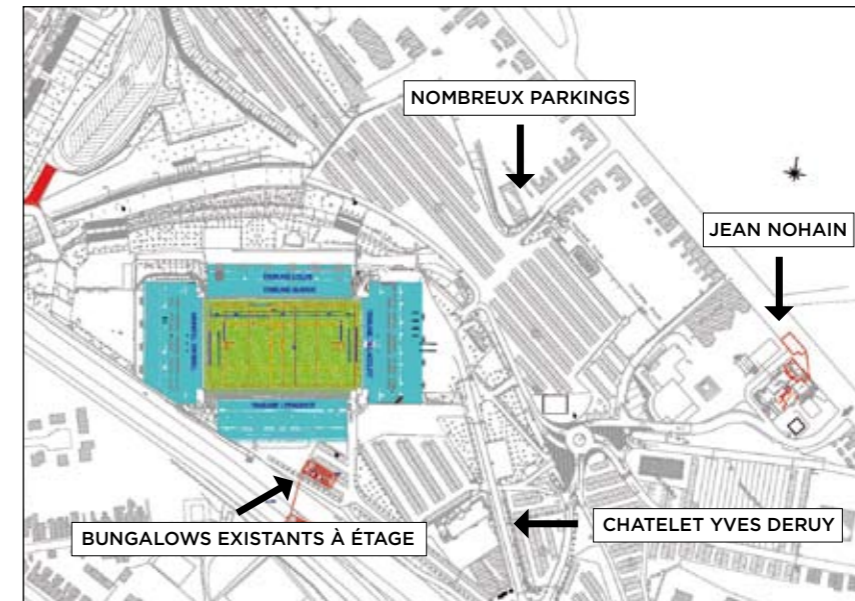 NOMBREUX PARKINGS
JEAN NOHAIN
BUNGALOWS EXISTANTS À ÉTAGE
CHATELET YVES DERUY